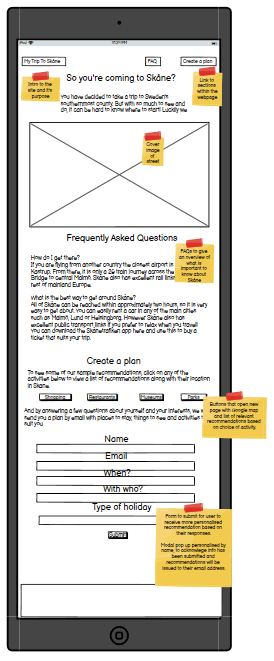 iPad
My Trip To Skåne
FAQ
Create a plan
So you're coming to Skåne?
Intro to the site and it's purpose
Link to sections within the webpage
you have decided to take a trip to Sweden's
southernmost county. But with so much to see and
do, it can be hard to know where to start! Luckily we
Cover image of street
Frequently Asked Questions
FAQs to give an overview of what is important to know about Skåne
How do I get there?
If you are flying from another country the closest airport is
Kastrup. From there, it is only a 29 train journey across the
Bridge to central Malmö. Skåne also has excellent rail links
rest of mainland Europe.
What is the best way to get around Skåne?
All of Skåne can be reached within approximately two hours, so it is very
easy to get about. You can easily rent a car in any of the main cities
such as Malmö, Lund or Helsingborg. However Skåne also has
excellent public transport links if you prefer to relax when you travel!
You can download the Skånetrafiken app here and use this to buy a
ticket that suits your trip.
Create a plan
To see some of our sample recommendations, click on any of the
activities below to view a list of recommendations along with their location
in Skåne.
Shopping
Restaurants
Museums
Parks
Buttons that open new page with Google map and list of relevant recommendations based on choice of activity.
And by answering a few questions about yourself and your interests, we
send you a plan by email with places to stay, things to see and activities
suit you.
Name
Email
When?
With who?
Type of holiday
Submit
Form to submit for user to receive more personalised recommendation based on their responses.
Modal pop up personalised by name, to acknowledge info has been submitted and recommendations will be issued to their email address.